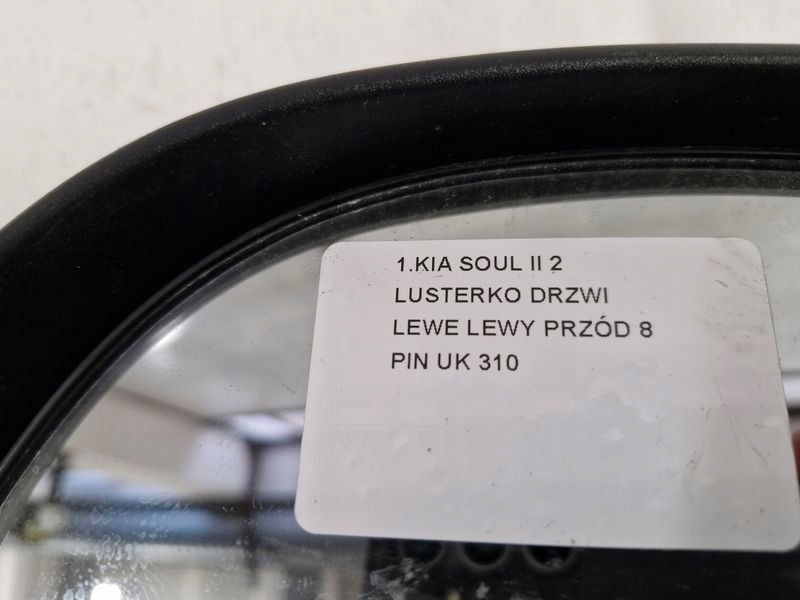 1.KIA SOUL II 2
LUSTERKO DRZWI
LEWE LEWY PRZÓD 8
PIN UK 310